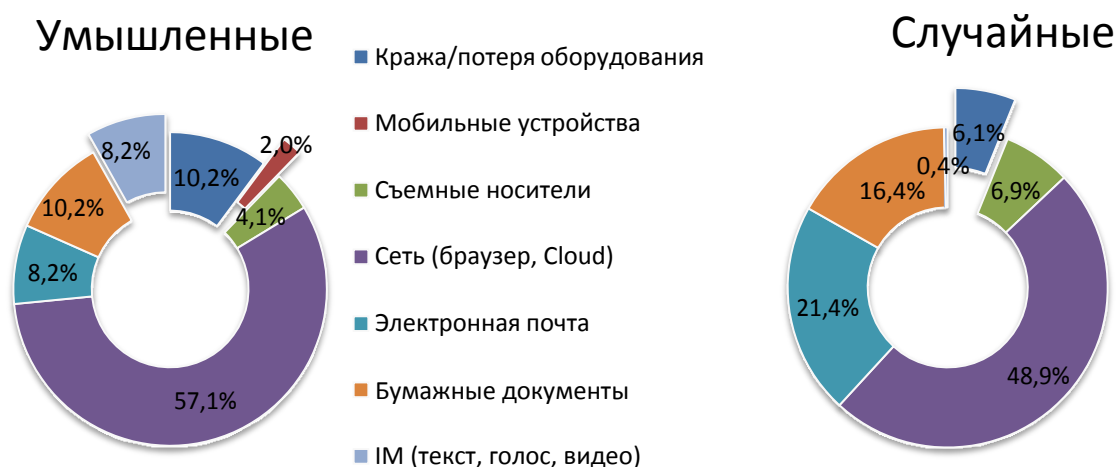 Умышленные
Случайные
Кража/потеря оборудования
Мобильные устройства
Съемные носители
Сеть (браузер, Cloud)
Электронная почта
Бумажные документы
IM (текст, голос, видео)
10,2%
2,0%
4,1%
57,1%
8,2%
10,2%
8,2%
6,1%
6,9%
48,9%
21,4%
16,4%
0,4%